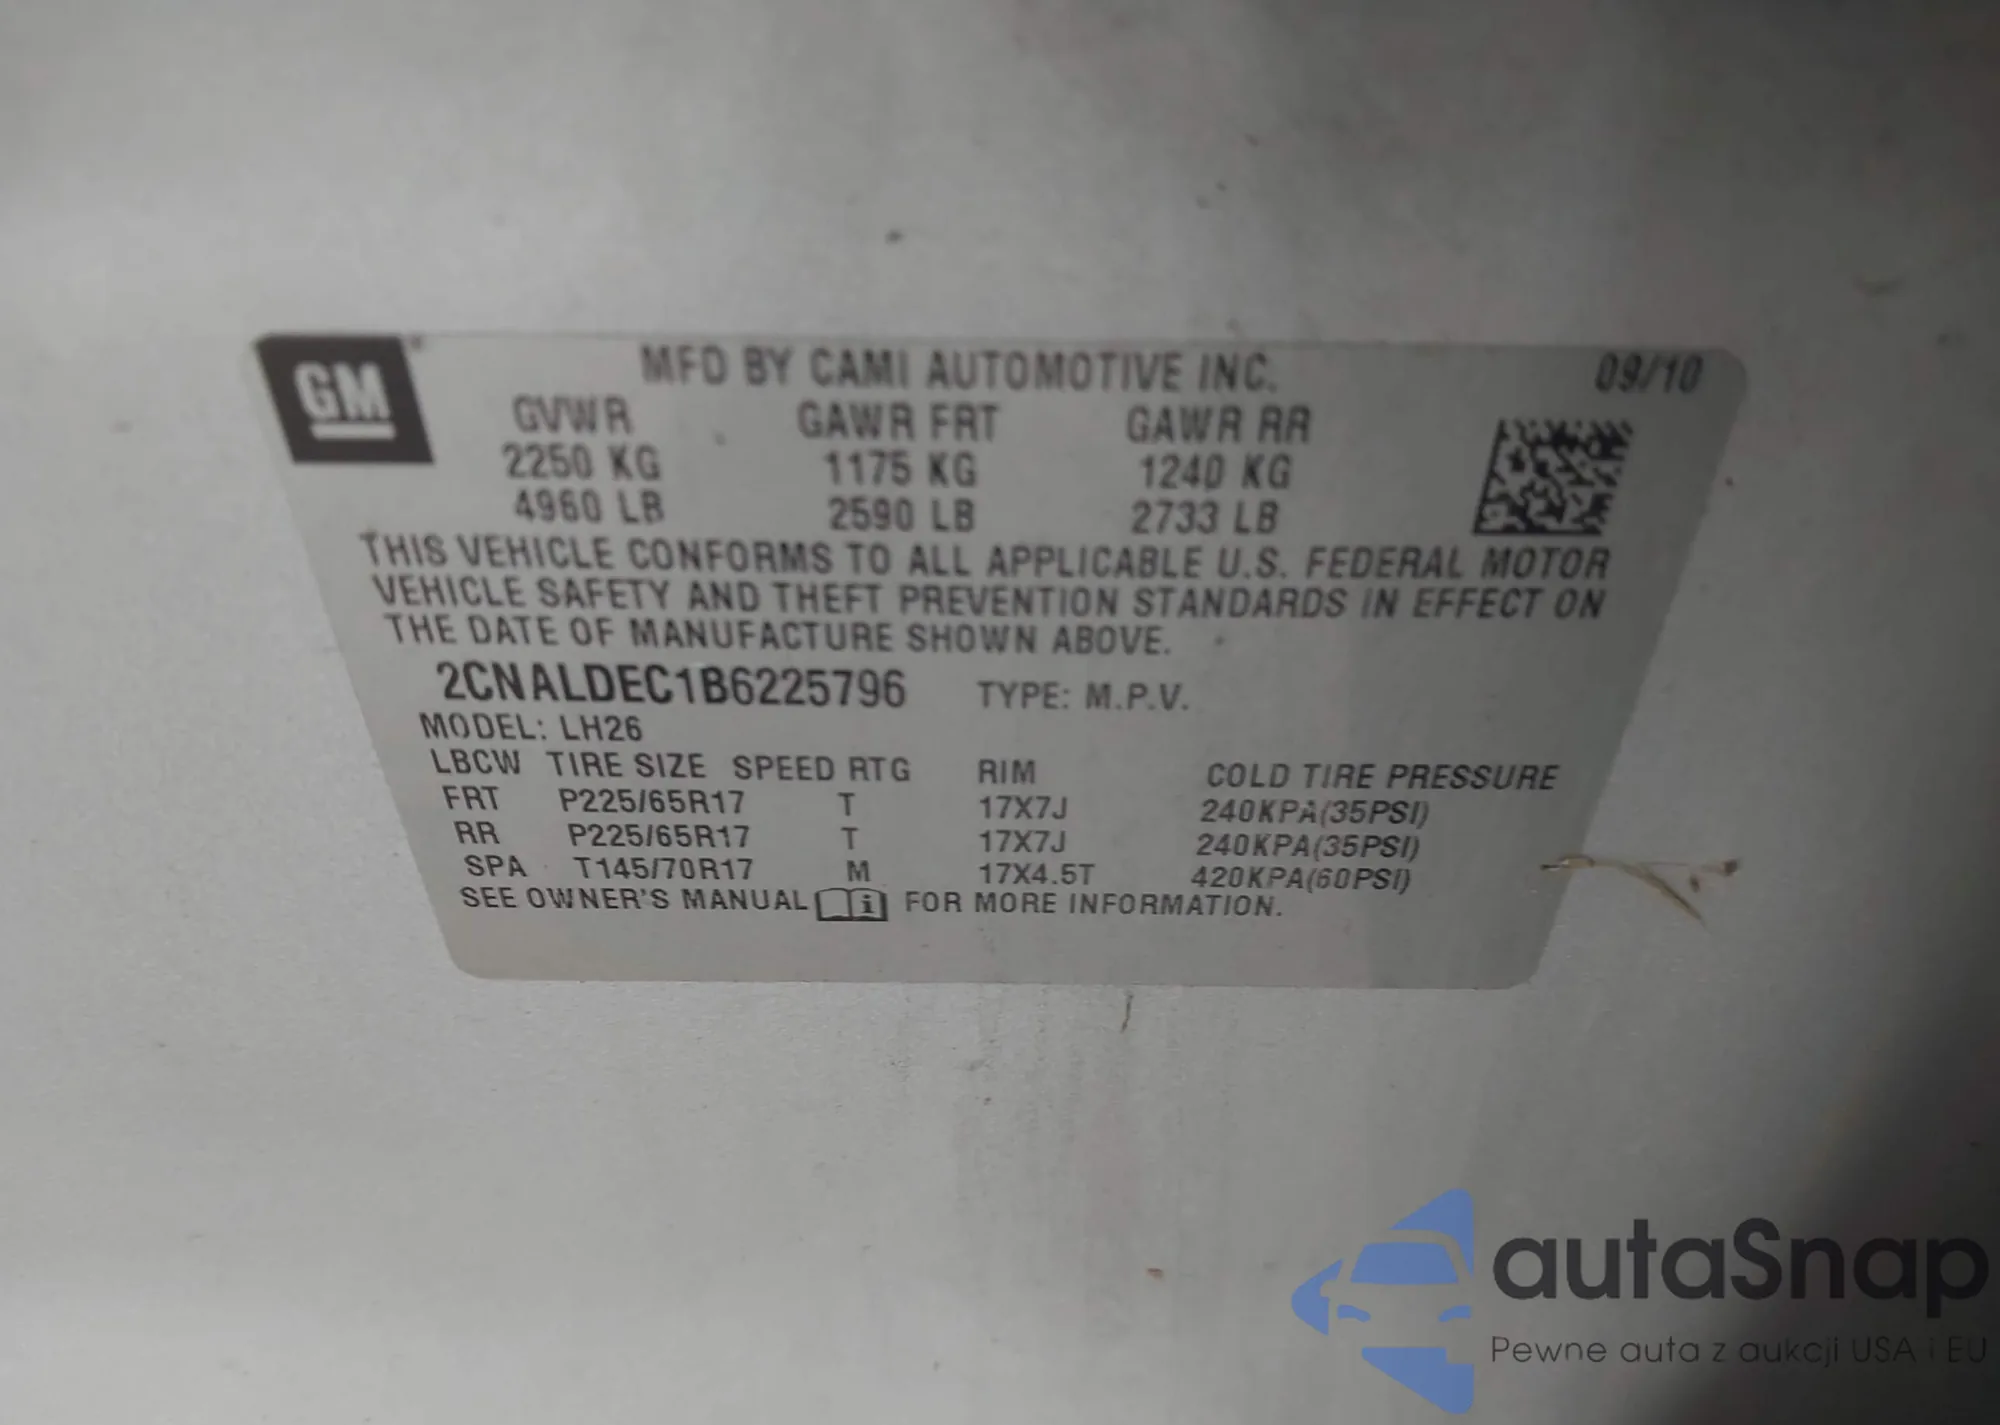 GM
MFD BY CAMI AUTOMOTIVE INC. 09/10
GVWR GAWR FRT GAWR RR
2250 KG 1175 KG 1240 KG
4960 LB 2590 LB 2733 LB
THIS VEHICLE CONFORMS TO ALL APPLICABLE U.S. FEDERAL MOTOR
VEHICLE SAFETY AND THEFT PREVENTION STANDARDS IN EFFECT ON
THE DATE OF MANUFACTURE SHOWN ABOVE.
2CNALDEC1B6225796 TYPE: M.P.V.
MODEL: LH26
LBCW TIRE SIZE SPEED RTG RIM COLD TIRE PRESSURE
FRT P225/65R17 T 17X7J 240KPA(35PSI)
RR P225/65R17 T 17X7J 240KPA(35PSI)
SPA T145/70R17 M 17X4.5T 420KPA(60PSI)
SEE OWNER'S MANUAL i FOR MORE INFORMATION.
autaSnap
Pewne auta z aukcji USA i EU